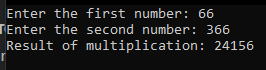 Enter the first number: 66
Enter the second number: 366
Result of multiplication: 24156